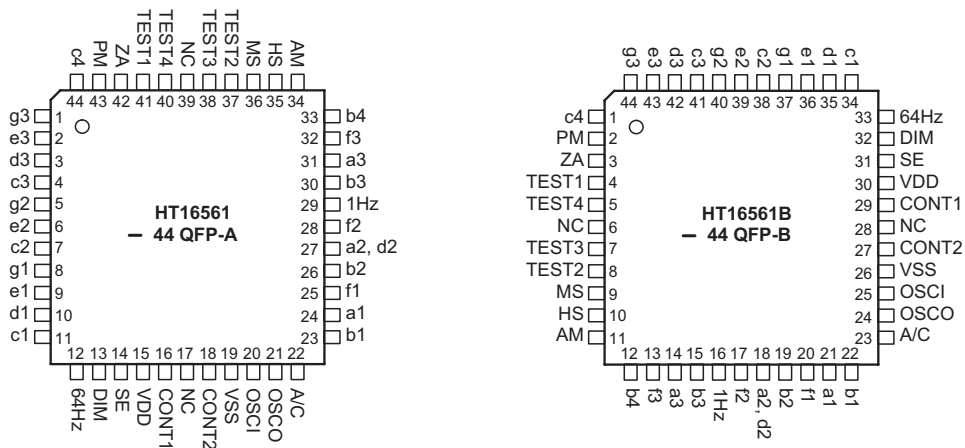 c4 PM ZA TEST1 TEST4 NC TEST3 TEST2 MS HS AM
44 43 42 41 40 39 38 37 36 35 34
g3 1 33 b4
e3 2 32 f3
d3 3 31 a3
c3 4 30 b3
g2 5 29 1Hz
e2 6 28 f2
c2 7 27 a2, d2
g1 8 26 b2
e1 9 25 f1
d1 10 24 a1
c1 11 23 b1
HT16561
– 44 QFP-A
12 13 14 15 16 17 18 19 20 21 22
64Hz DIM SE VDD CONT1 NC CONT2 VSS OSCI OSCO A/C
g3 e3 d3 c3 g2 e2 c2 g1 e1 d1 c1
44 43 42 41 40 39 38 37 36 35 34
c4 1 33 64Hz
PM 2 32 DIM
ZA 3 31 SE
TEST1 4 30 VDD
TEST4 5 29 CONT1
NC 6 28 NC
TEST3 7 27 CONT2
TEST2 8 26 VSS
MS 9 25 OSCI
HS 10 24 OSCO
AM 11 23 A/C
HT16561B
– 44 QFP-B
12 13 14 15 16 17 18 19 20 21 22
b4 f3 a3 b3 1Hz f2 a2, d2 b2 f1 a1 b1